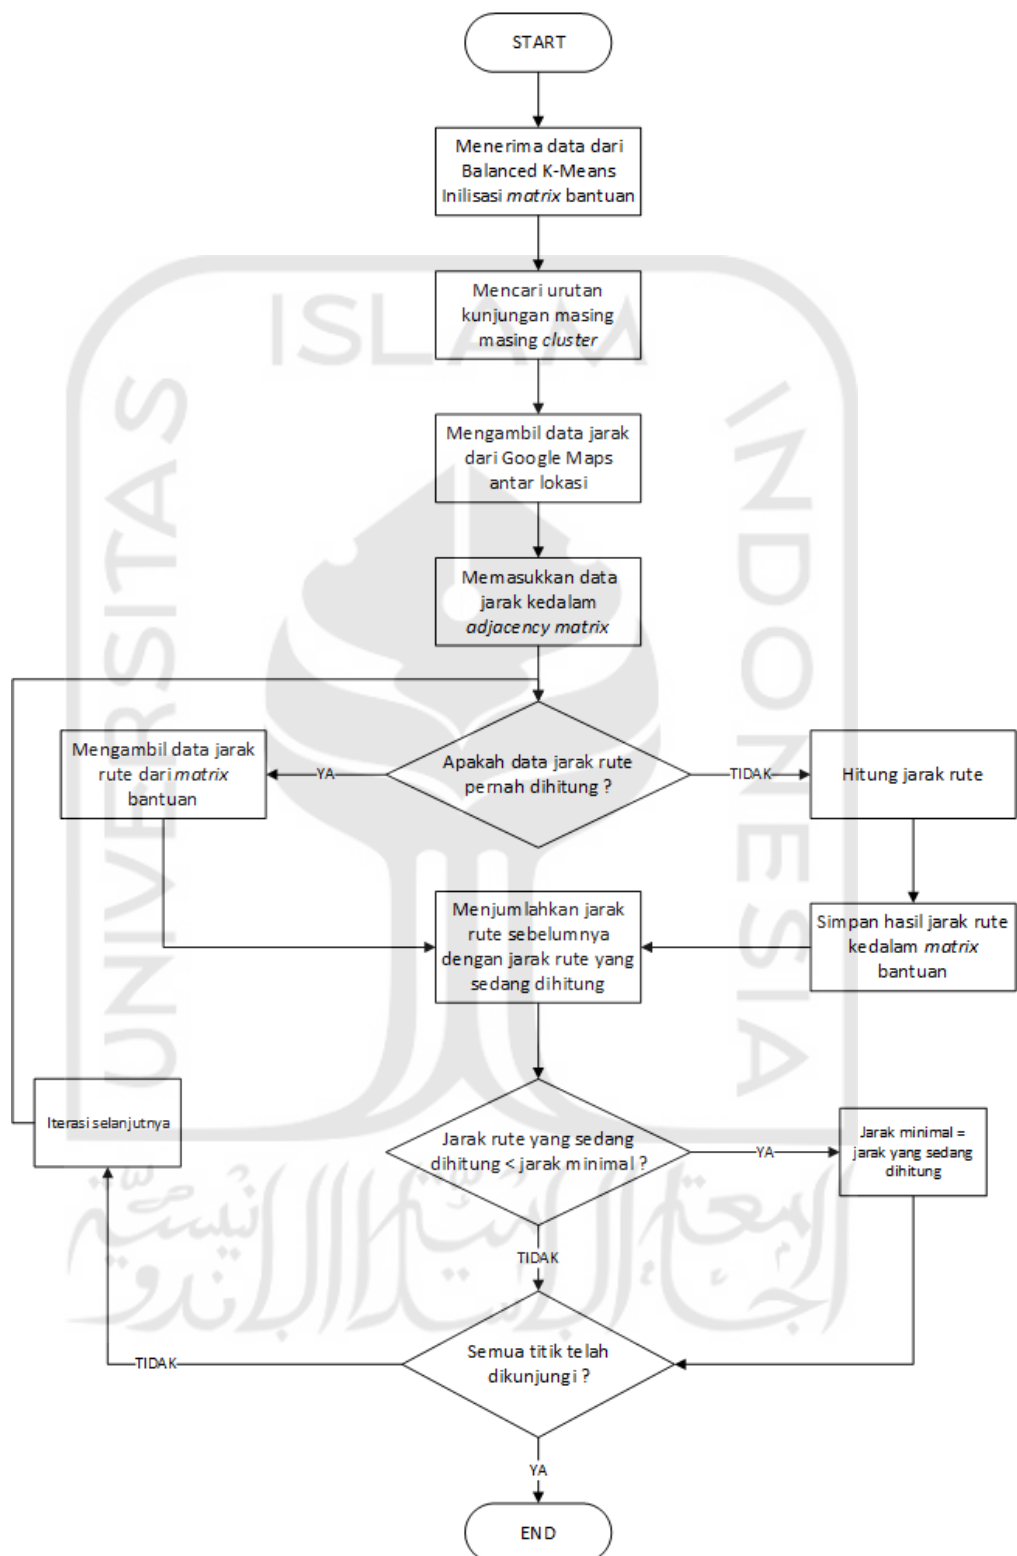 START
Menerima data dari
Balanced K-Means
Inilisasi matrix bantuan
Mencari urutan
kunjungan masing
masing cluster
Mengambil data jarak
dari Google Maps
antar lokasi
Memasukkan data
jarak kedalam
adjacency matrix
Apakah data jarak rute
pernah dihitung ?
YA
TIDAK
Mengambil data jarak
rute dari matrix
bantuan
Hitung jarak rute
Menjumlahkan jarak
rute sebelumnya
dengan jarak rute yang
sedang dihitung
Simpan hasil jarak rute
kedalam matrix
bantuan
Iterasi selanjutnya
Jarak rute yang sedang
dihitung < jarak minimal ?
YA
Jarak minimal =
jarak yang sedang
dihitung
TIDAK
Semua titik telah
dikunjungi ?
TIDAK
YA
END
UNIVERSITAS
ISLAM
INDONESIA